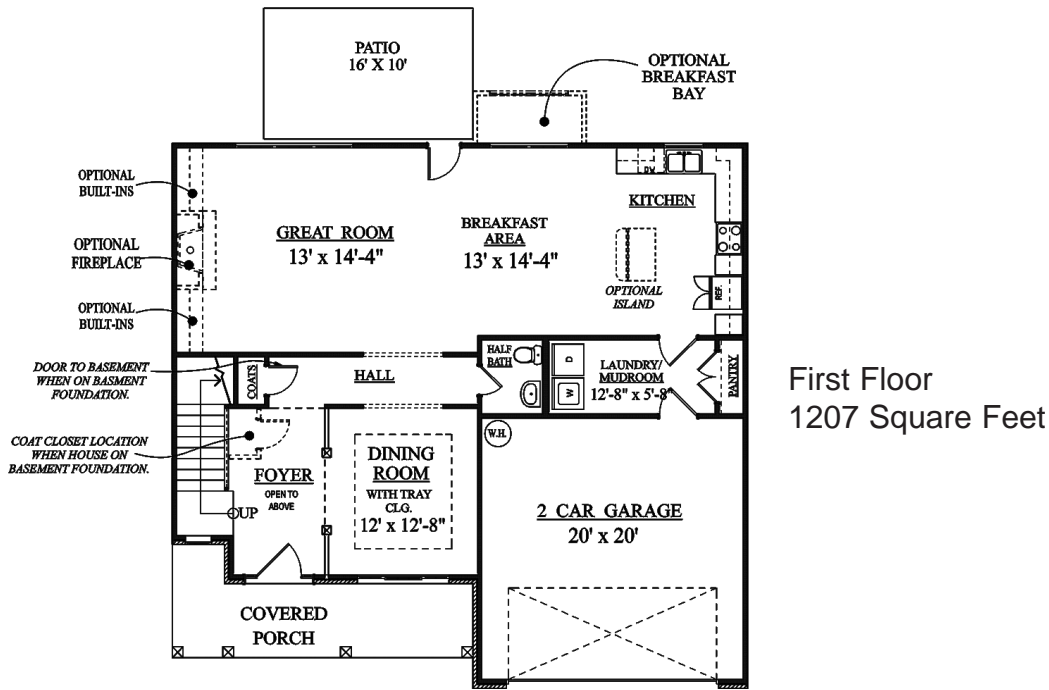 PATIO
16' X 10'
OPTIONAL
BREAKFAST
BAY
OPTIONAL
BUILT-INS
OPTIONAL
FIREPLACE
OPTIONAL
BUILT-INS
GREAT ROOM
13' x 14'-4"
BREAKFAST
AREA
13' x 14'-4"
D.W.
KITCHEN
OPTIONAL
ISLAND
REF.
DOOR TO BASEMENT
WHEN ON BASMENT
FOUNDATION.
COATS
HALL
HALF
BATH
D
W
LAUNDRY/
MUDROOM
12'-8" x 5'-8"
PANTRY
First Floor
1207 Square Feet
COAT CLOSET LOCATION
WHEN HOUSE ON
BASEMENT FOUNDATION.
FOYER
OPEN TO
ABOVE
UP
DINING
ROOM
WITH TRAY
CLG.
12' x 12'-8"
W.H.
2 CAR GARAGE
20' x 20'
COVERED
PORCH